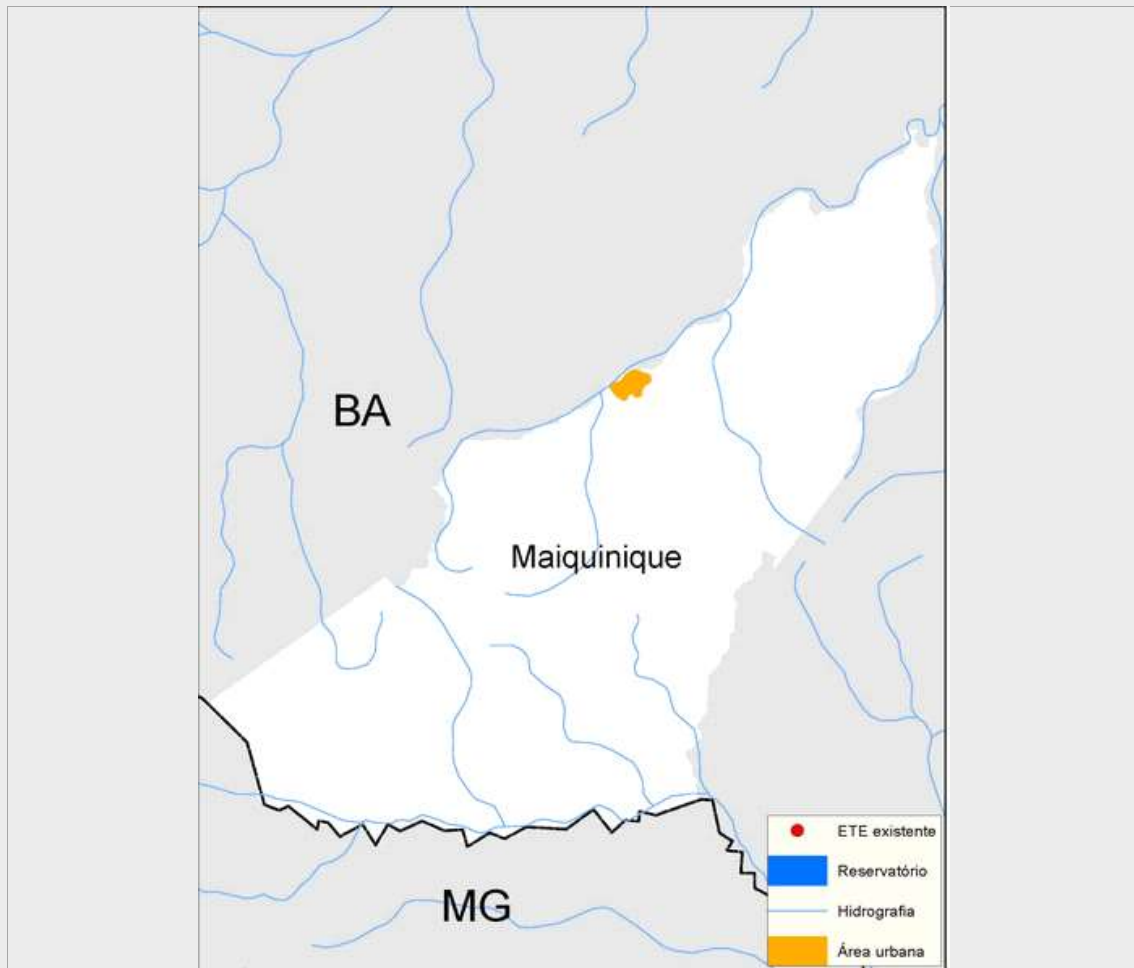 BA
Maiquinique
MG
ETE existente
Reservatório
Hidrografia
Área urbana